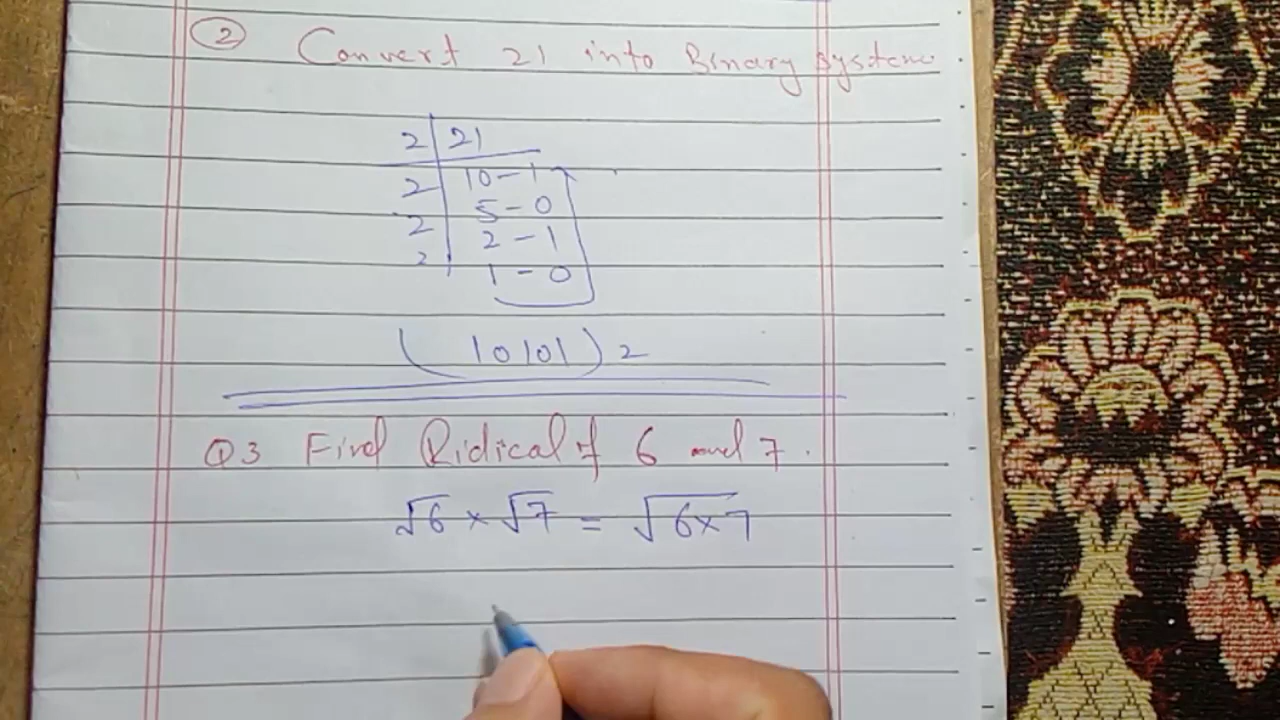 2 Convert 21 into Binary system
2 21
2 10-1
2 5-0
2 2-1
2 1-0
(10101)2
Q3 Find Ridical of 6 and 7.
√6 × √7 = √6×7